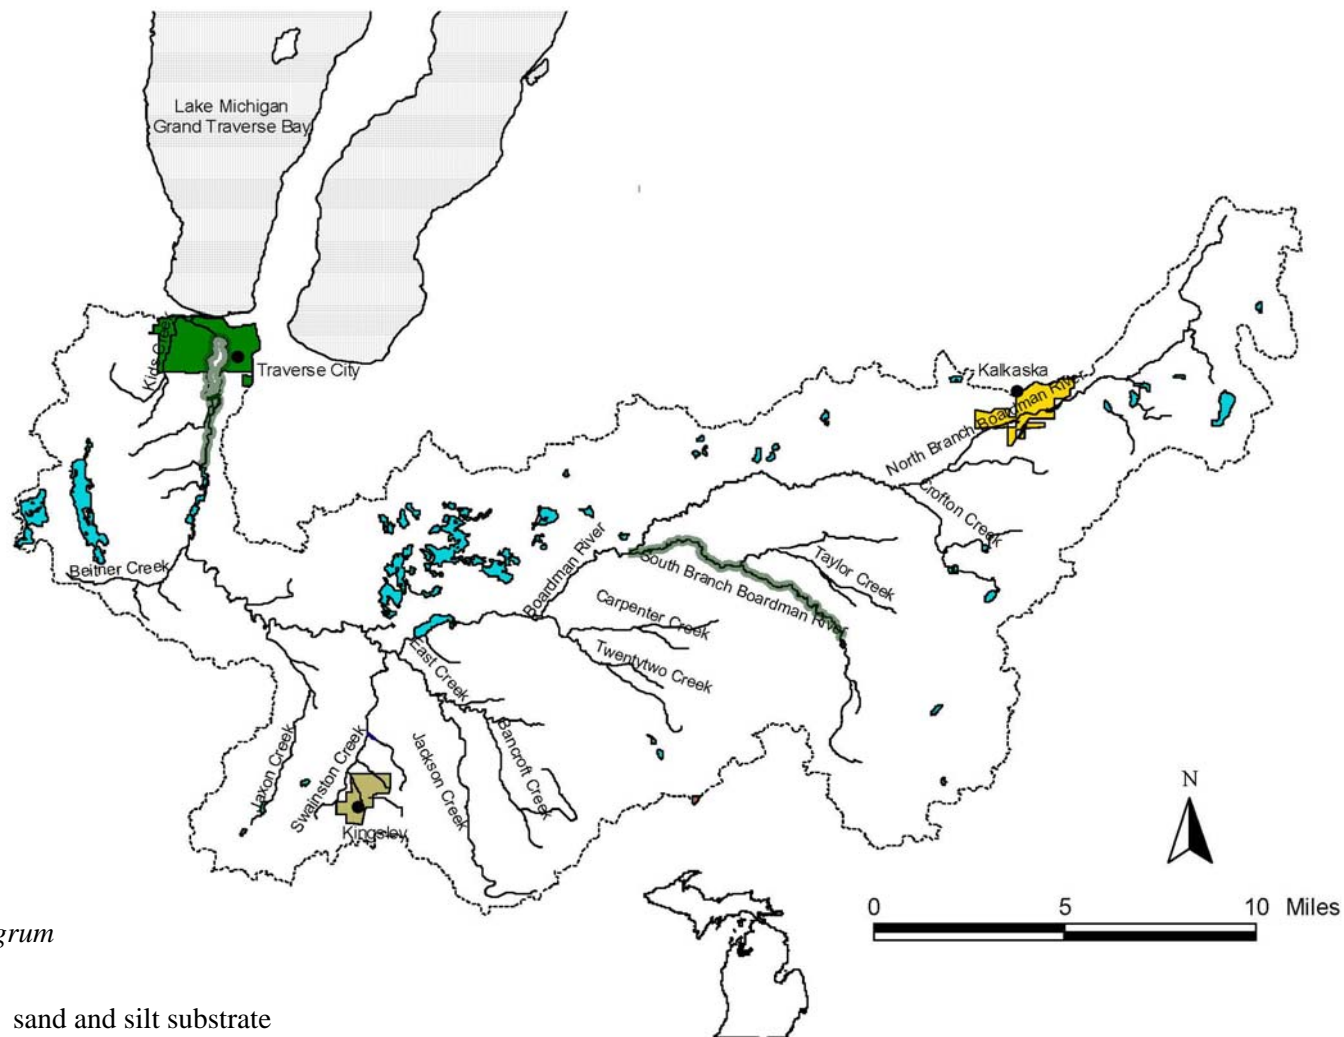 Lake Michigan
Grand Traverse Bay
Traverse City
Kalkaska
North Branch Boardman River
Crofton Creek
Taylor Creek
South Branch Boardman River
Boardman River
Carpenter Creek
Twentytwo Creek
Beitner Creek
East Creek
Bancroft Creek
Jackson Creek
Swainston Creek
Jaxon Creek
Kingsley
N
0 5 10 Miles
grum
sand and silt substrate